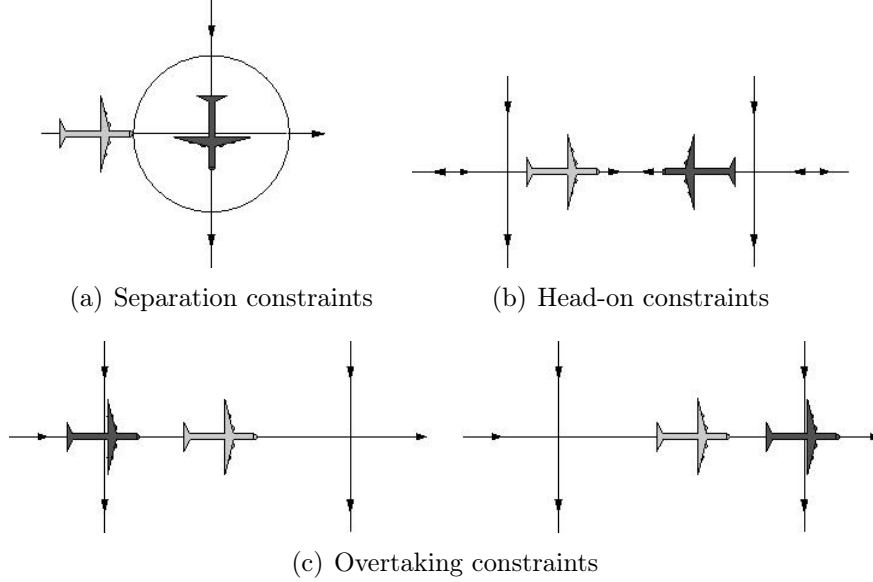 (a) Separation constraints
(b) Head-on constraints
(c) Overtaking constraints